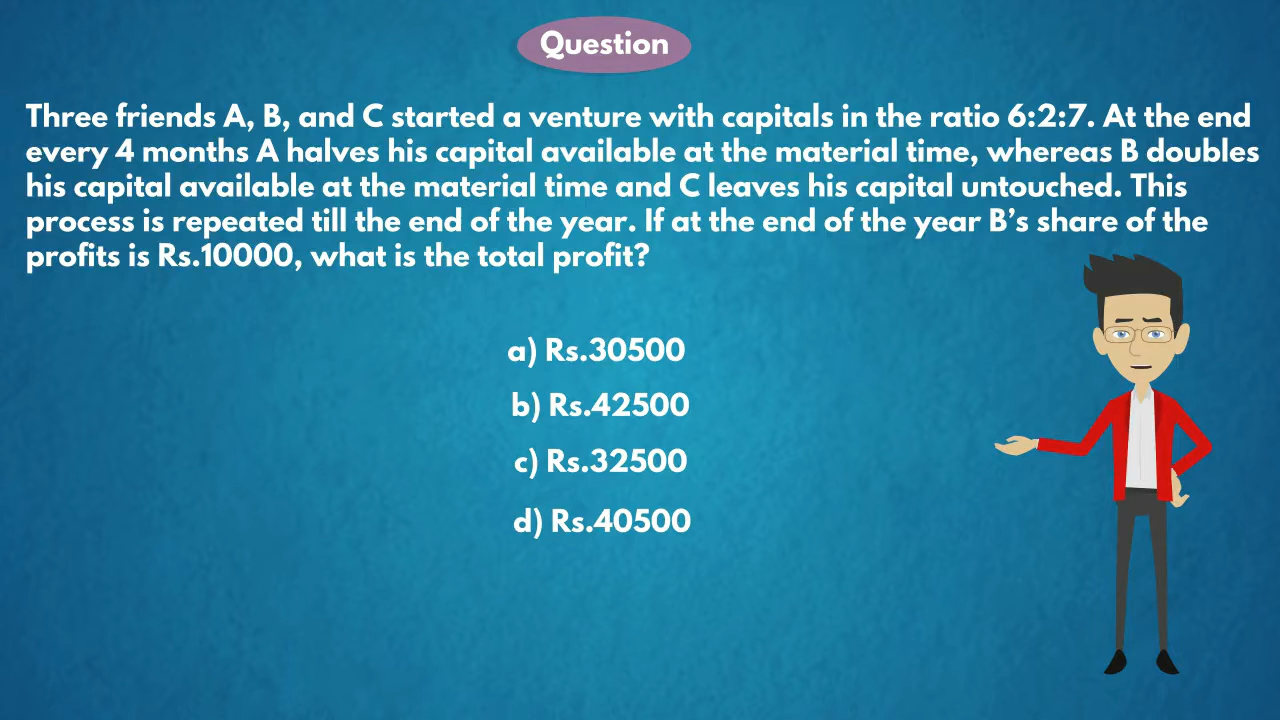 Question
Three friends A, B, and C started a venture with capitals in the ratio 6:2:7. At the end
every 4 months A halves his capital available at the material time, whereas B doubles
his capital available at the material time and C leaves his capital untouched. This
process is repeated till the end of the year. If at the end of the year B’s share of the
profits is Rs.10000, what is the total profit?
a) Rs.30500
b) Rs.42500
c) Rs.32500
d) Rs.40500